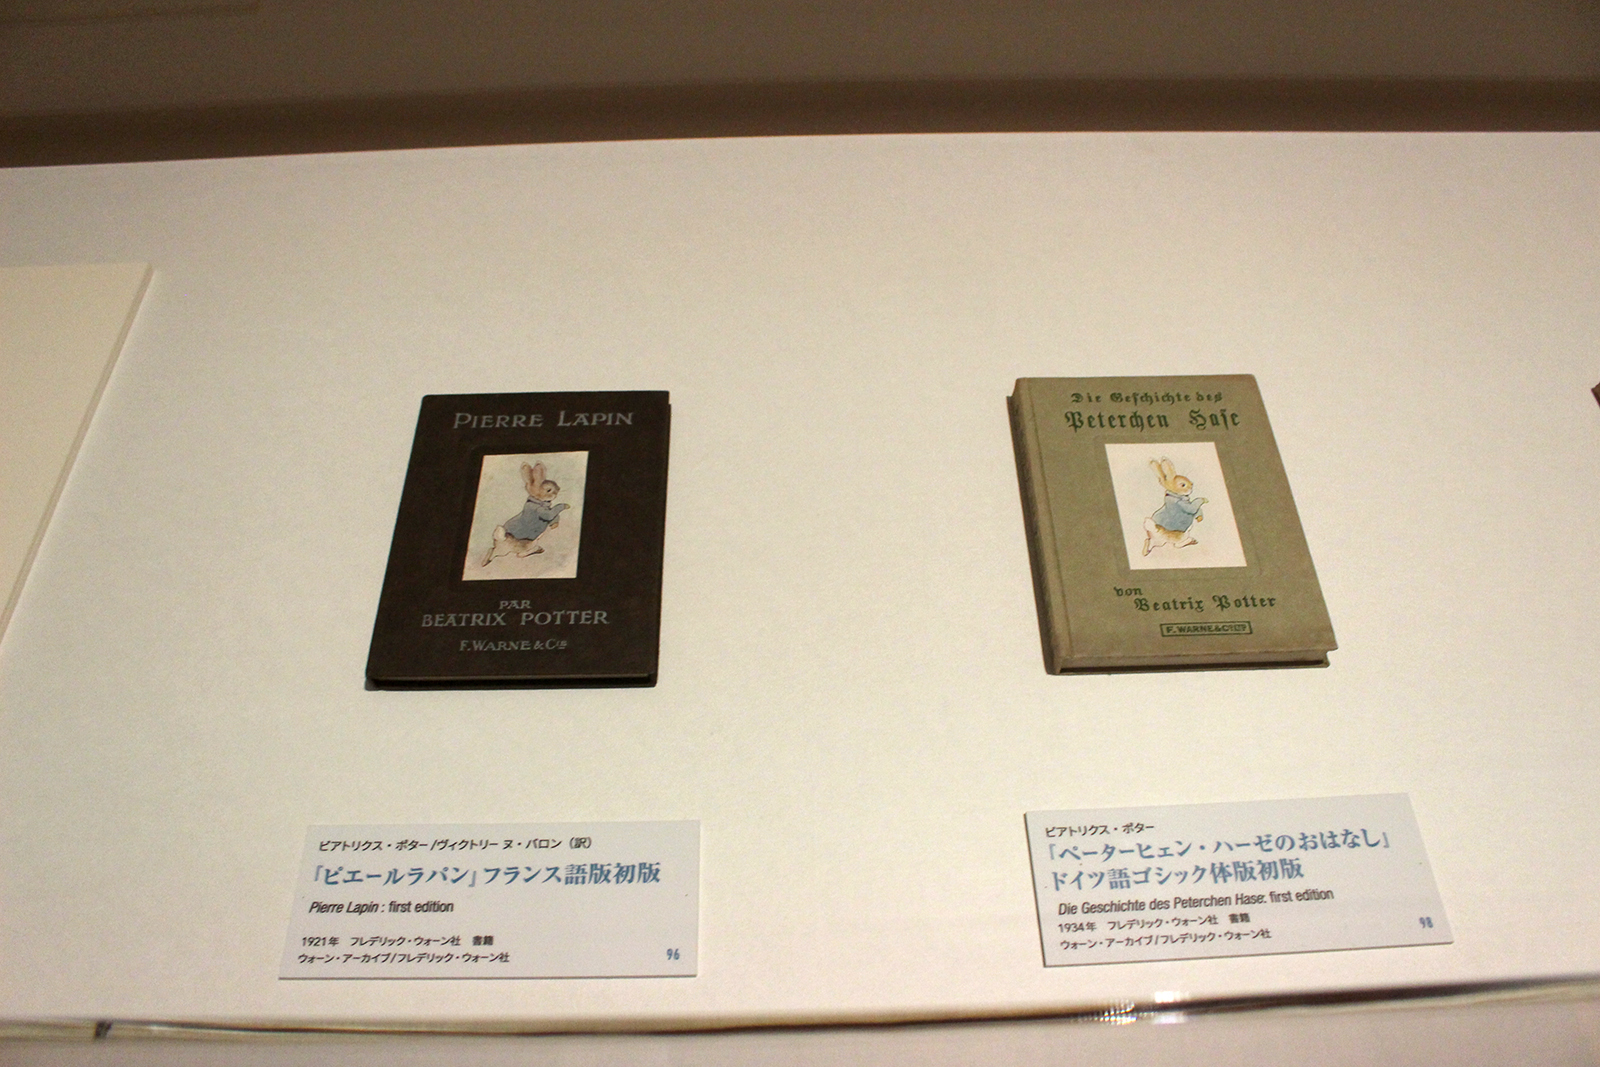 PIERRE LAPIN
PAR
BEATRIX POTTER
F. WARNE & CIE
Die Geschichte des
Peterchen Hase
von
Beatrix Potter
F. WARNE & CO LTD
ビアトリクス・ポター/ヴィクトリーヌ・バロン（訳）
「ピエールラパン」フランス語版初版
Pierre Lapin : first edition
1921年　フレデリック・ウォーン社　書籍
ウォーン・アーカイブ/フレデリック・ウォーン社
96
ビアトリクス・ポター
「ペーターヒェン・ハーゼのおはなし」
ドイツ語ゴシック体版初版
Die Geschichte des Peterchen Hase: first edition
1934年　フレデリック・ウォーン社　書籍
ウォーン・アーカイブ/フレデリック・ウォーン社
98